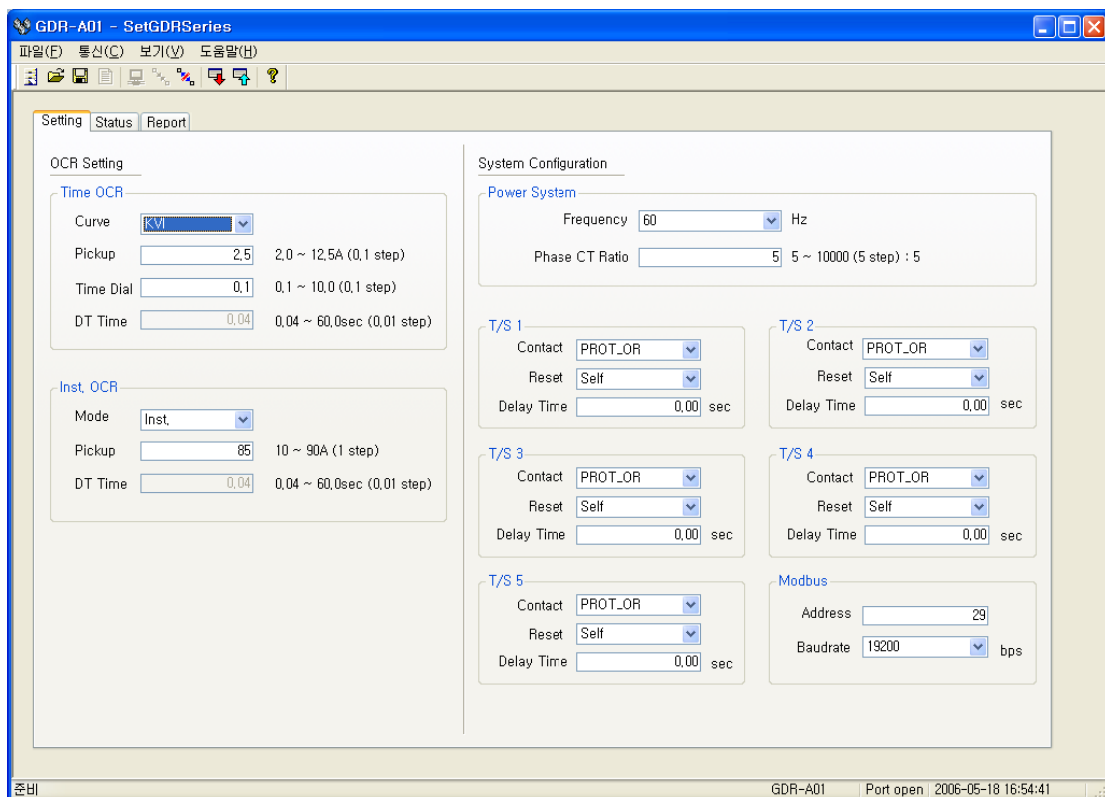 GDR-A01 - SetGDRSeries
파일(F) 통신(C) 보기(V) 도움말(H)
Setting Status Report
OCR Setting
Time OCR
Curve KVI
Pickup 2.5 2.0 ~ 12.5A (0.1 step)
Time Dial 0.1 0.1 ~ 10.0 (0.1 step)
DT Time 0.04 0.04 ~ 60.0sec (0.01 step)
Inst. OCR
Mode Inst.
Pickup 85 10 ~ 90A (1 step)
DT Time 0.04 0.04 ~ 60.0sec (0.01 step)
System Configuration
Power System
Frequency 60 Hz
Phase CT Ratio 5 5 ~ 10000 (5 step) : 5
T/S 1
Contact PROT_OR
Reset Self
Delay Time 0.00 sec
T/S 2
Contact PROT_OR
Reset Self
Delay Time 0.00 sec
T/S 3
Contact PROT_OR
Reset Self
Delay Time 0.00 sec
T/S 4
Contact PROT_OR
Reset Self
Delay Time 0.00 sec
T/S 5
Contact PROT_OR
Reset Self
Delay Time 0.00 sec
Modbus
Address 29
Baudrate 19200 bps
준비 GDR-A01 Port open 2006-05-18 16:54:41